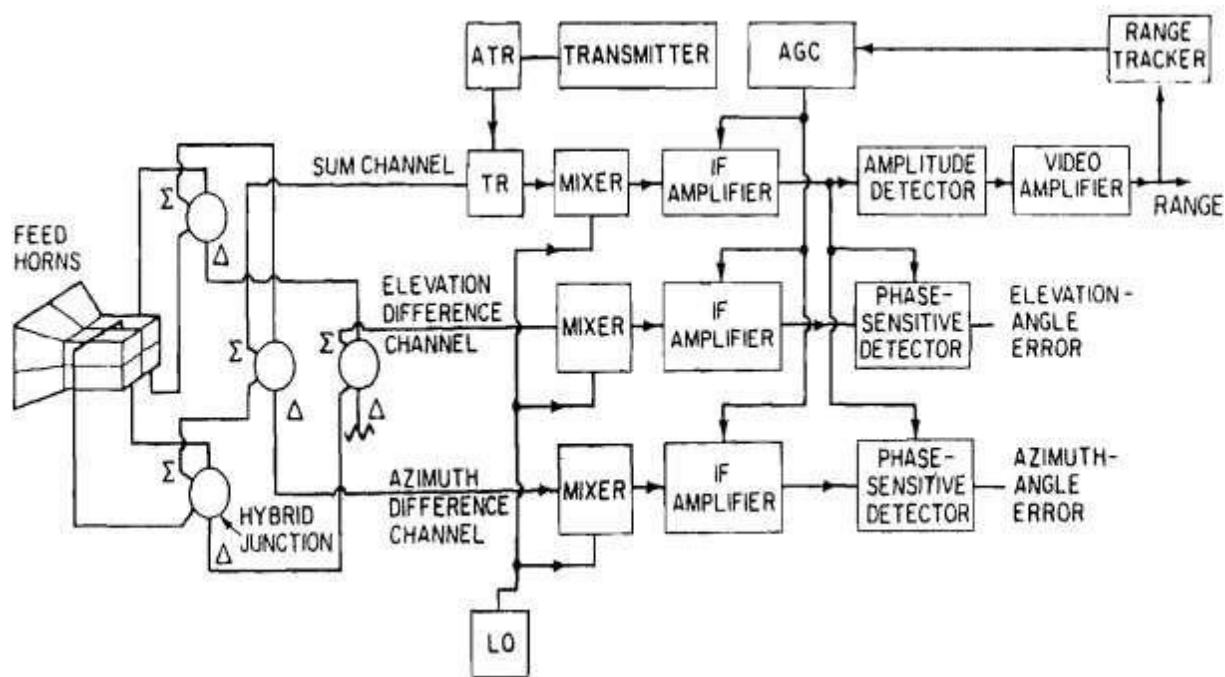 ATR
TRANSMITTER
AGC
RANGE
TRACKER
SUM CHANNEL
TR
MIXER
IF
AMPLIFIER
AMPLITUDE
DETECTOR
VIDEO
AMPLIFIER
RANGE
Σ
Δ
FEED
HORNS
ELEVATION
DIFFERENCE
CHANNEL
MIXER
IF
AMPLIFIER
PHASE-
SENSITIVE
DETECTOR
ELEVATION-
ANGLE
ERROR
Σ
Δ
Σ
Δ
Σ
Δ
HYBRID
JUNCTION
AZIMUTH
DIFFERENCE
CHANNEL
MIXER
IF
AMPLIFIER
PHASE-
SENSITIVE
DETECTOR
AZIMUTH-
ANGLE
ERROR
LO